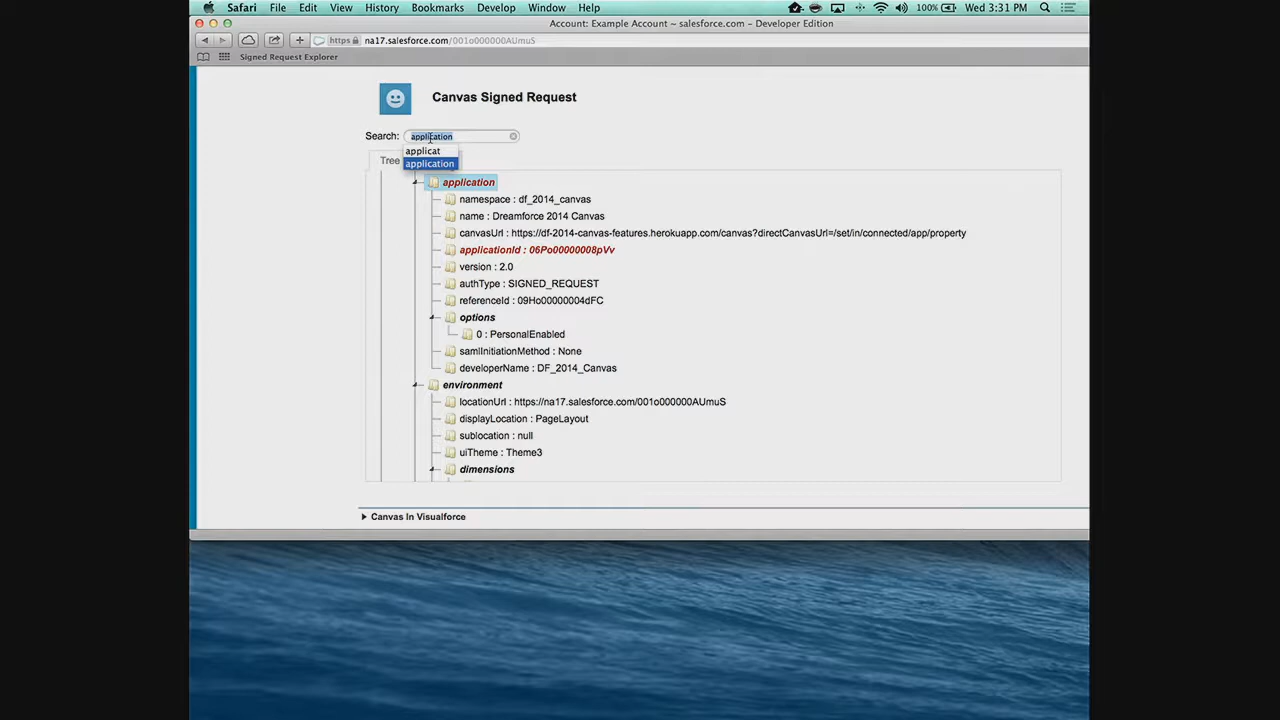 Safari File Edit View History Bookmarks Develop Window Help 100% Wed 3:31 PM
Account: Example Account ~ salesforce.com - Developer Edition
https na17.salesforce.com/001o000000AUmuS
Signed Request Explorer
Canvas Signed Request
Search: application
applicat
application
Tree
application
namespace : df_2014_canvas
name : Dreamforce 2014 Canvas
canvasUrl : https://df-2014-canvas-features.herokuapp.com/canvas?directCanvasUrl=/set/in/connected/app/property
applicationId : 06Po00000008pVv
version : 2.0
authType : SIGNED_REQUEST
referenceId : 09Ho00000004dFC
options
0 : PersonalEnabled
samlInitiationMethod : None
developerName : DF_2014_Canvas
environment
locationUrl : https://na17.salesforce.com/001o000000AUmuS
displayLocation : PageLayout
sublocation : null
uiTheme : Theme3
dimensions
Canvas In Visualforce